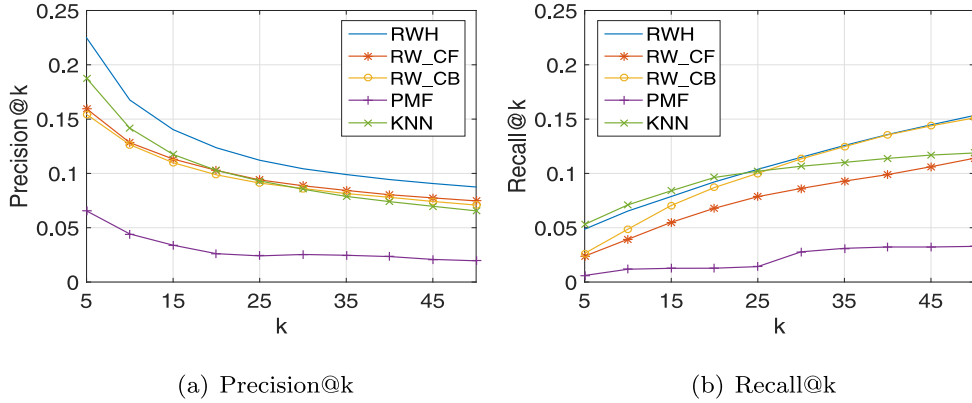 0.25
0.2
0.15
0.1
0.05
0
5
15
25
35
45
k
Precision@k
RWH
RW_CF
RW_CB
PMF
KNN
(a) Precision@k
0.25
0.2
0.15
0.1
0.05
0
5
15
25
35
45
k
Recall@k
RWH
RW_CF
RW_CB
PMF
KNN
(b) Recall@k